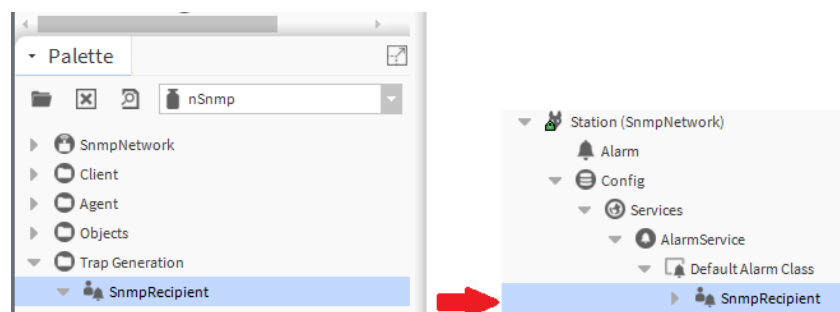 Palette
nSnmp
SnmpNetwork
Client
Agent
Objects
Trap Generation
SnmpRecipient
Station (SnmpNetwork)
Alarm
Config
Services
AlarmService
Default Alarm Class
SnmpRecipient